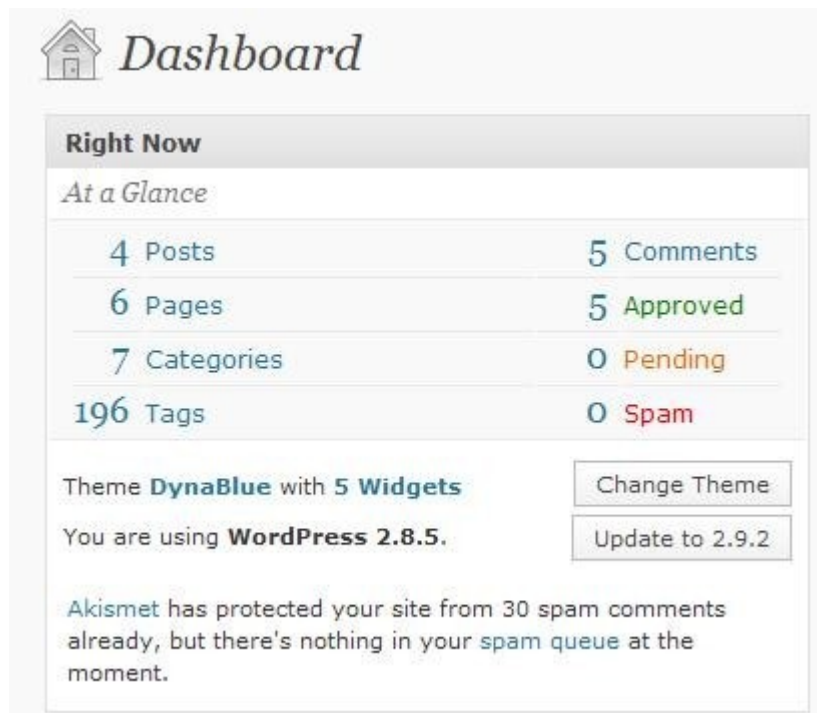 Dashboard
Right Now
At a Glance
4 Posts 5 Comments
6 Pages 5 Approved
7 Categories 0 Pending
196 Tags 0 Spam
Theme DynaBlue with 5 Widgets Change Theme
You are using WordPress 2.8.5. Update to 2.9.2
Akismet has protected your site from 30 spam comments
already, but there's nothing in your spam queue at the
moment.